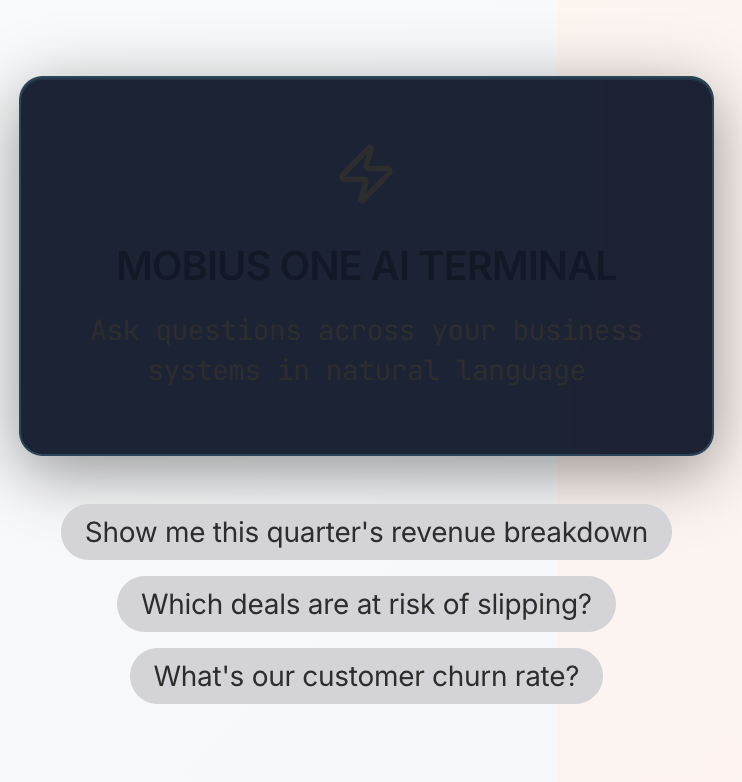 MOBIUS ONE AI TERMINAL
Ask questions across your business
systems in natural language
Show me this quarter's revenue breakdown
Which deals are at risk of slipping?
What's our customer churn rate?